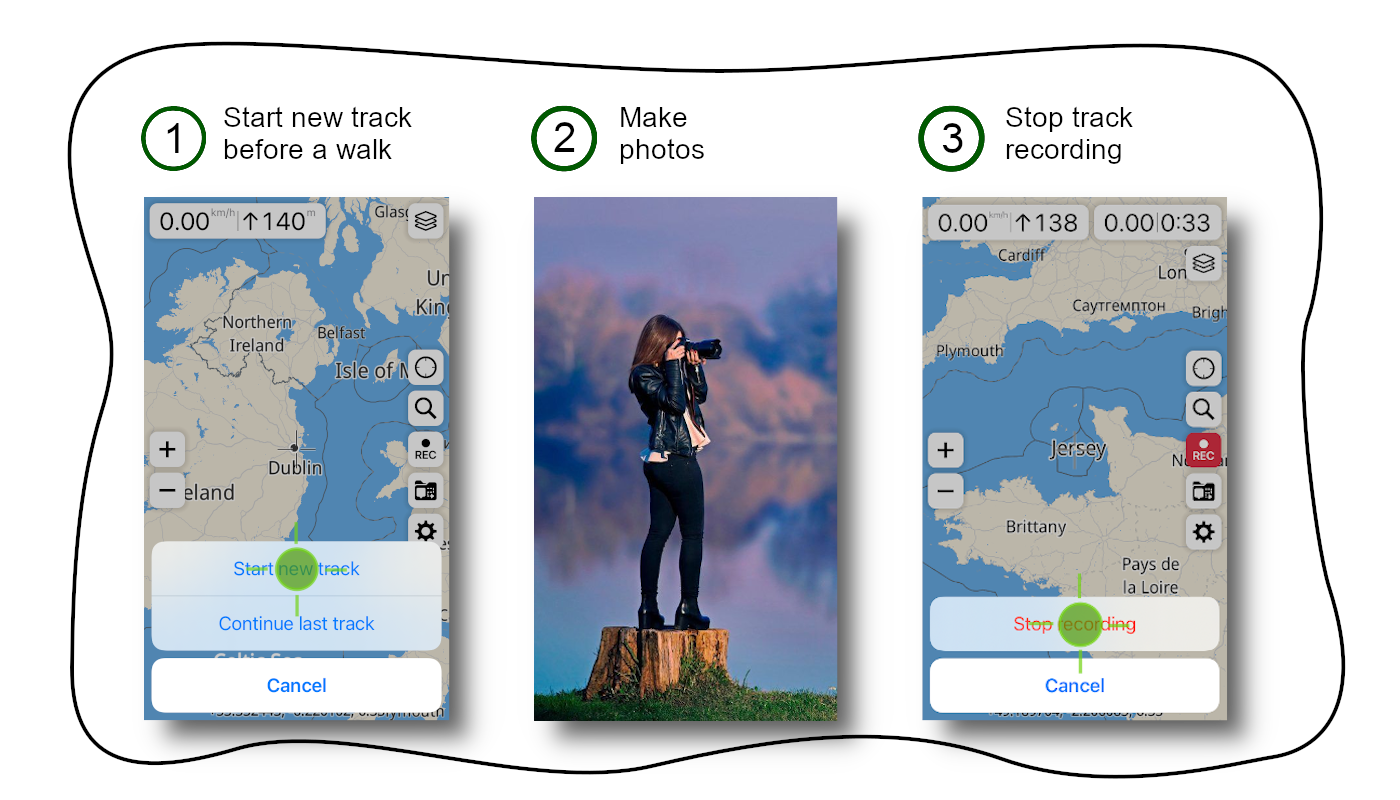 1
Start new track
before a walk
2
Make
photos
3
Stop track
recording
0.00 km/h ↑140 m
Glasg
Un
King
Northern
Ireland
Belfast
Isle of M
REC
Dublin
eland
Start new track
Continue last track
Cancel
0.00 km/h ↑138
0.00 0:33
Cardiff
Lon
Саутгемптон
Brigh
Plymouth
Jersey
REC
Brittany
Pays de
la Loire
Stop recording
Cancel